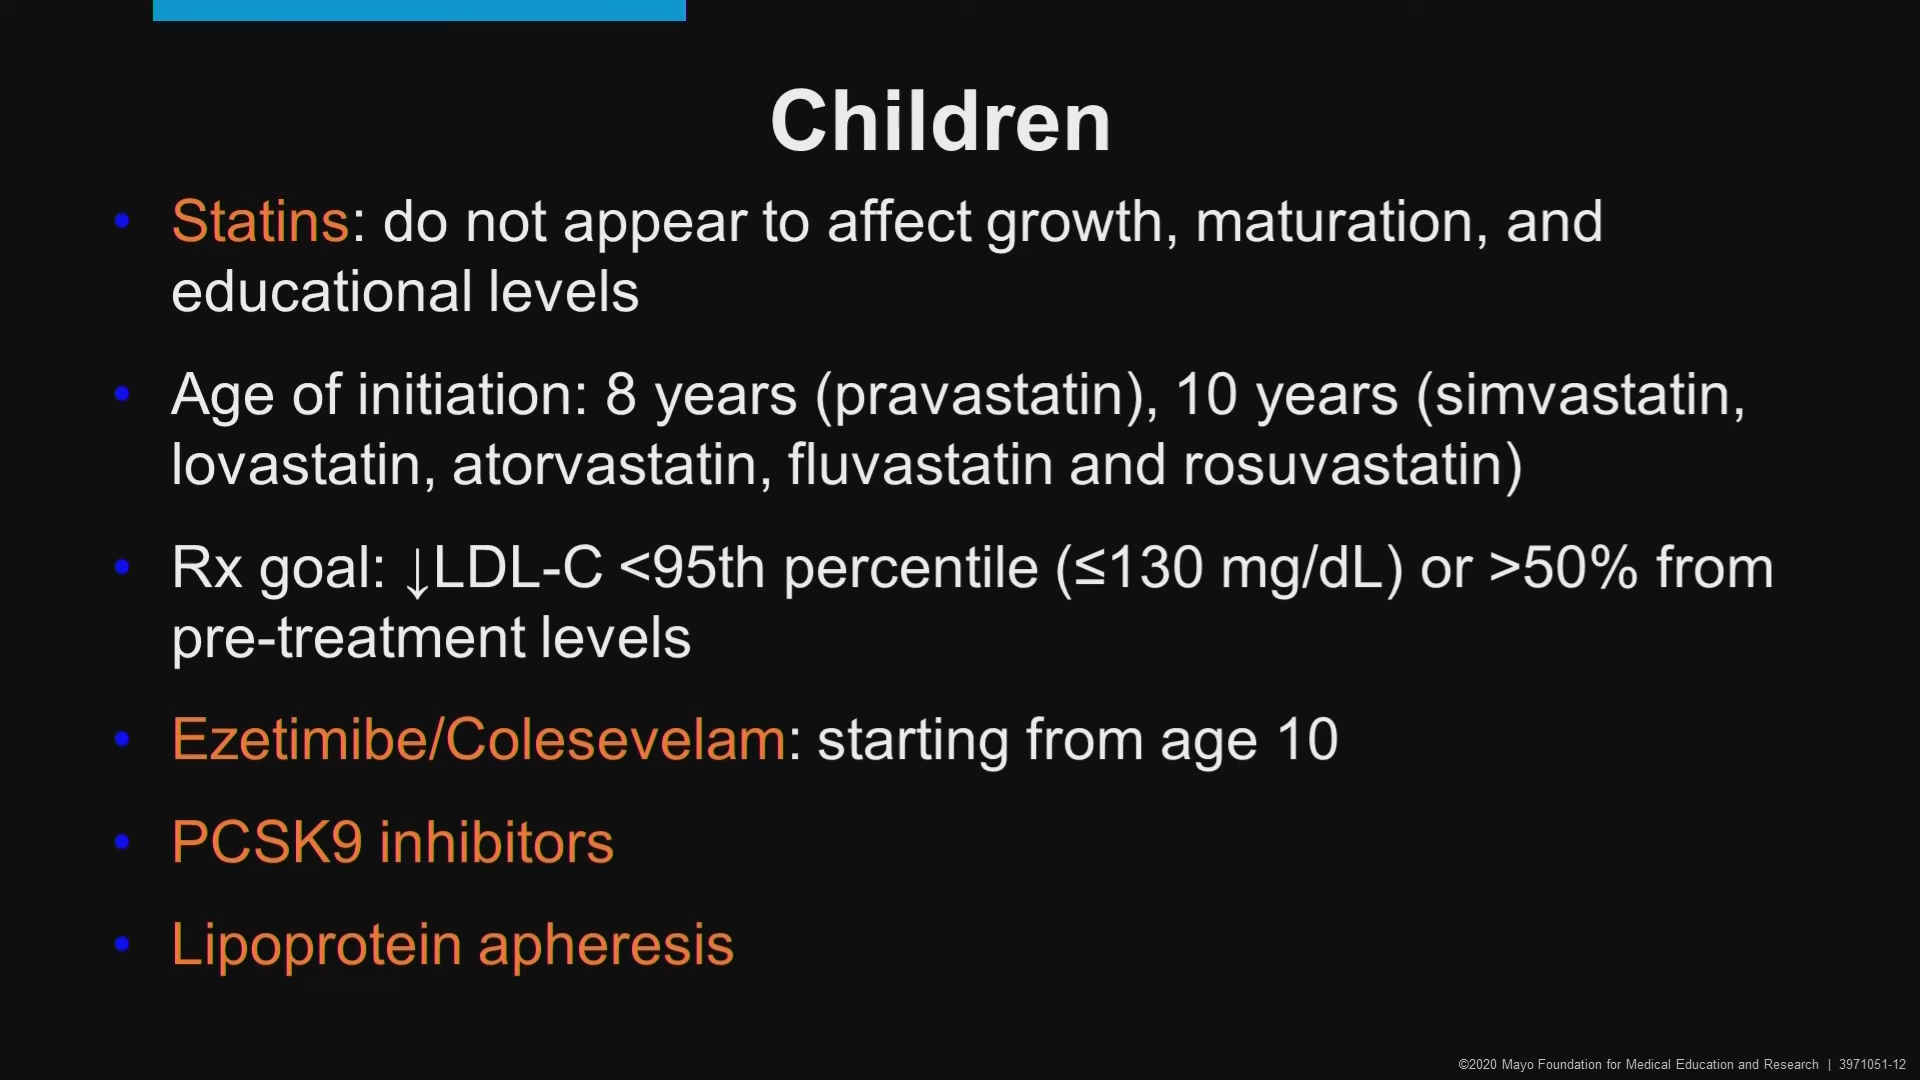 Children
• Statins: do not appear to affect growth, maturation, and
educational levels
• Age of initiation: 8 years (pravastatin), 10 years (simvastatin,
lovastatin, atorvastatin, fluvastatin and rosuvastatin)
• Rx goal: ↓LDL-C <95th percentile (≤130 mg/dL) or >50% from
pre-treatment levels
• Ezetimibe/Colesevelam: starting from age 10
• PCSK9 inhibitors
• Lipoprotein apheresis
©2020 Mayo Foundation for Medical Education and Research | 3971051-12